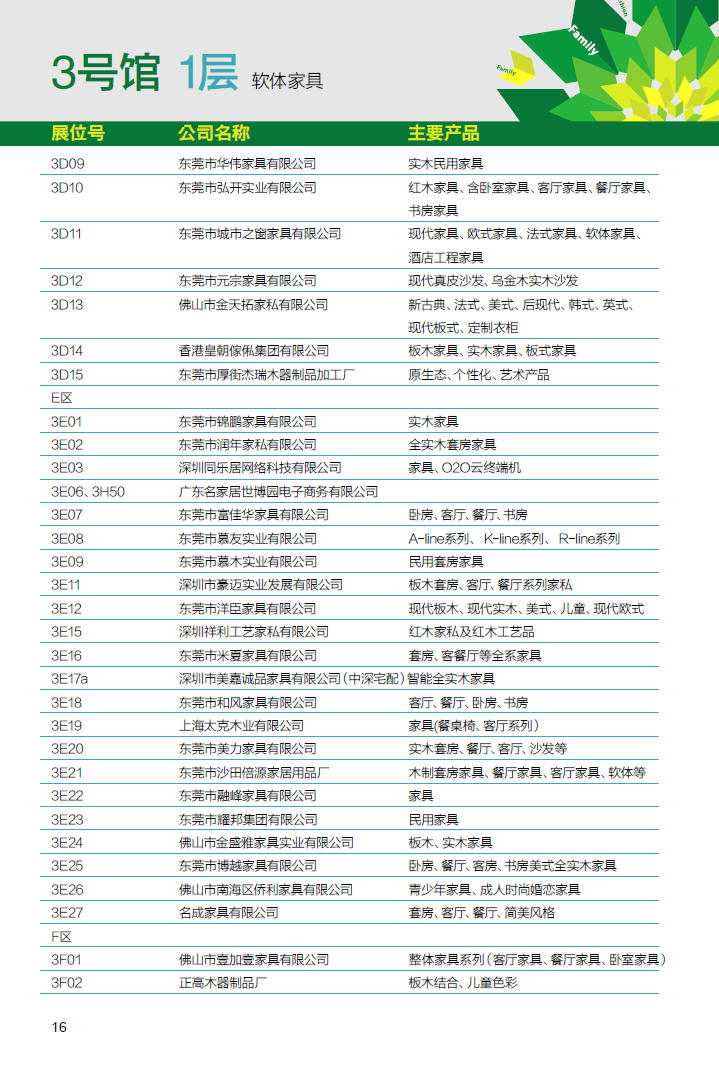 3号馆 1层 软体家具
Family
Family
展位号 公司名称 主要产品
3D09 东莞市华伟家具有限公司 实木民用家具
3D10 东莞市弘开实业有限公司 红木家具、含卧室家具、客厅家具、餐厅家具、
书房家具
3D11 东莞市城市之窗家具有限公司 现代家具、欧式家具、法式家具、软体家具、
酒店工程家具
3D12 东莞市元宗家具有限公司 现代真皮沙发、乌金木实木沙发
3D13 佛山市金天拓家私有限公司 新古典、法式、美式、后现代、韩式、英式、
现代板式、定制衣柜
3D14 香港皇朝傢俬集团有限公司 板木家具、实木家具、板式家具
3D15 东莞市厚街杰瑞木器制品加工厂 原生态、个性化、艺术产品
E区
3E01 东莞市锦鹏家具有限公司 实木家具
3E02 东莞市润年家私有限公司 全实木套房家具
3E03 深圳同乐居网络科技有限公司 家具、O2O云终端机
3E06、3H50 广东名家居世博园电子商务有限公司
3E07 东莞市富佳华家具有限公司 卧房、客厅、餐厅、书房
3E08 东莞市慕友实业有限公司 A-line系列、 K-line系列、 R-line系列
3E09 东莞市慕木实业有限公司 民用套房家具
3E11 深圳市豪迈实业发展有限公司 板木套房、客厅、餐厅系列家私
3E12 东莞市洋臣家具有限公司 现代板木、现代实木、美式、儿童、现代欧式
3E15 深圳祥利工艺家私有限公司 红木家私及红木工艺品
3E16 东莞市米夏家具有限公司 套房、客餐厅等全系家具
3E17a 深圳市美嘉诚品家具有限公司（中深宅配）智能全实木家具
3E18 东莞市和风家具有限公司 客厅、餐厅、卧房、书房
3E19 上海太克木业有限公司 家具(餐桌椅、客厅系列）
3E20 东莞市美力家具有限公司 实木套房、餐厅、客厅、沙发等
3E21 东莞市沙田倍源家居用品厂 木制套房家具、餐厅家具、客厅家具、软体等
3E22 东莞市融峰家具有限公司 家具
3E23 东莞市耀邦集团有限公司 民用家具
3E24 佛山市金盛雅家具实业有限公司 板木、实木家具
3E25 东莞市博越家具有限公司 卧房、餐厅、客房、书房美式全实木家具
3E26 佛山市南海区侨利家具有限公司 青少年家具、成人时尚婚恋家具
3E27 名成家具有限公司 套房、客厅、餐厅、简美风格
F区
3F01 佛山市壹加壹家具有限公司 整体家具系列（客厅家具、餐厅家具、卧室家具）
3F02 正高木器制品厂 板木结合、儿童色彩
16